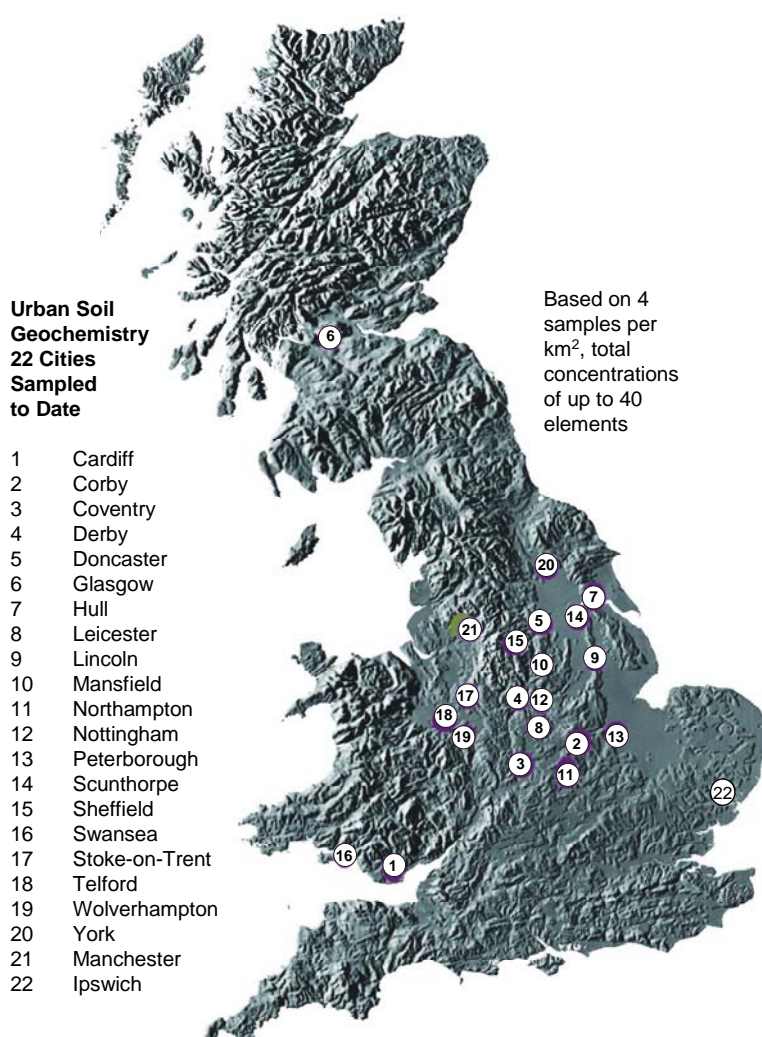 Urban Soil
Geochemistry
22 Cities
Sampled
to Date
1 Cardiff
2 Corby
3 Coventry
4 Derby
5 Doncaster
6 Glasgow
7 Hull
8 Leicester
9 Lincoln
10 Mansfield
11 Northampton
12 Nottingham
13 Peterborough
14 Scunthorpe
15 Sheffield
16 Swansea
17 Stoke-on-Trent
18 Telford
19 Wolverhampton
20 York
21 Manchester
22 Ipswich
Based on 4
samples per
km², total
concentrations
of up to 40
elements
6
20
7
14
5
21
15
10
9
17
4
12
18
8
19
2
13
3
11
22
16
1